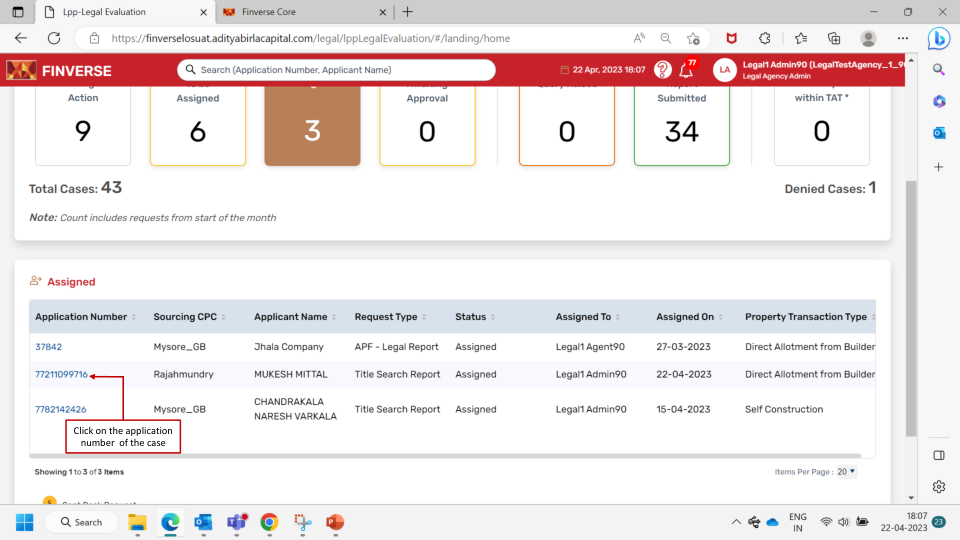 Lpp-Legal Evaluation
Finverse Core
https://finverselosuat.adityabirlacapital.com/legal/lppLegalEvaluation/#/landing/home
FINVERSE
Search (Application Number, Applicant Name)
22 Apr, 2023 18:07
77
LA
Legal1 Admin90 (LegalTestAgency_1_9
Legal Agency Admin
Action
Assigned
Approval
Submitted
within TAT *
9
6
3
0
0
34
0
Total Cases: 43
Denied Cases: 1
Note: Count includes requests from start of the month
Assigned
Application Number Sourcing CPC Applicant Name Request Type Status Assigned To Assigned On Property Transaction Type
37842 Mysore_GB Jhala Company APF - Legal Report Assigned Legal1 Agent90 27-03-2023 Direct Allotment from Builder
77211099716 Rajahmundry MUKESH MITTAL Title Search Report Assigned Legal1 Admin90 22-04-2023 Direct Allotment from Builder
7782142426 Mysore_GB CHANDRAKALA NARESH VARKALA Title Search Report Assigned Legal1 Admin90 15-04-2023 Self Construction
Click on the application
number of the case
Showing 1 to 3 of 3 Items
Items Per Page : 20
Search
ENG
IN
18:07
22-04-2023
23